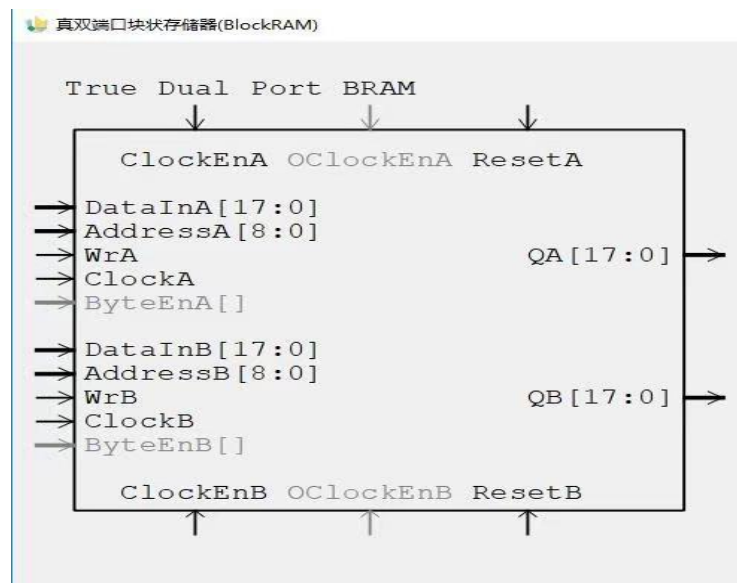 真双端口块状存储器(BlockRAM)
True Dual Port BRAM
ClockEnA OClockEnA ResetA
DataInA[17:0]
AddressA[8:0]
WrA
QA[17:0]
ClockA
ByteEnA[]
DataInB[17:0]
AddressB[8:0]
WrB
QB[17:0]
ClockB
ByteEnB[]
ClockEnB OClockEnB ResetB